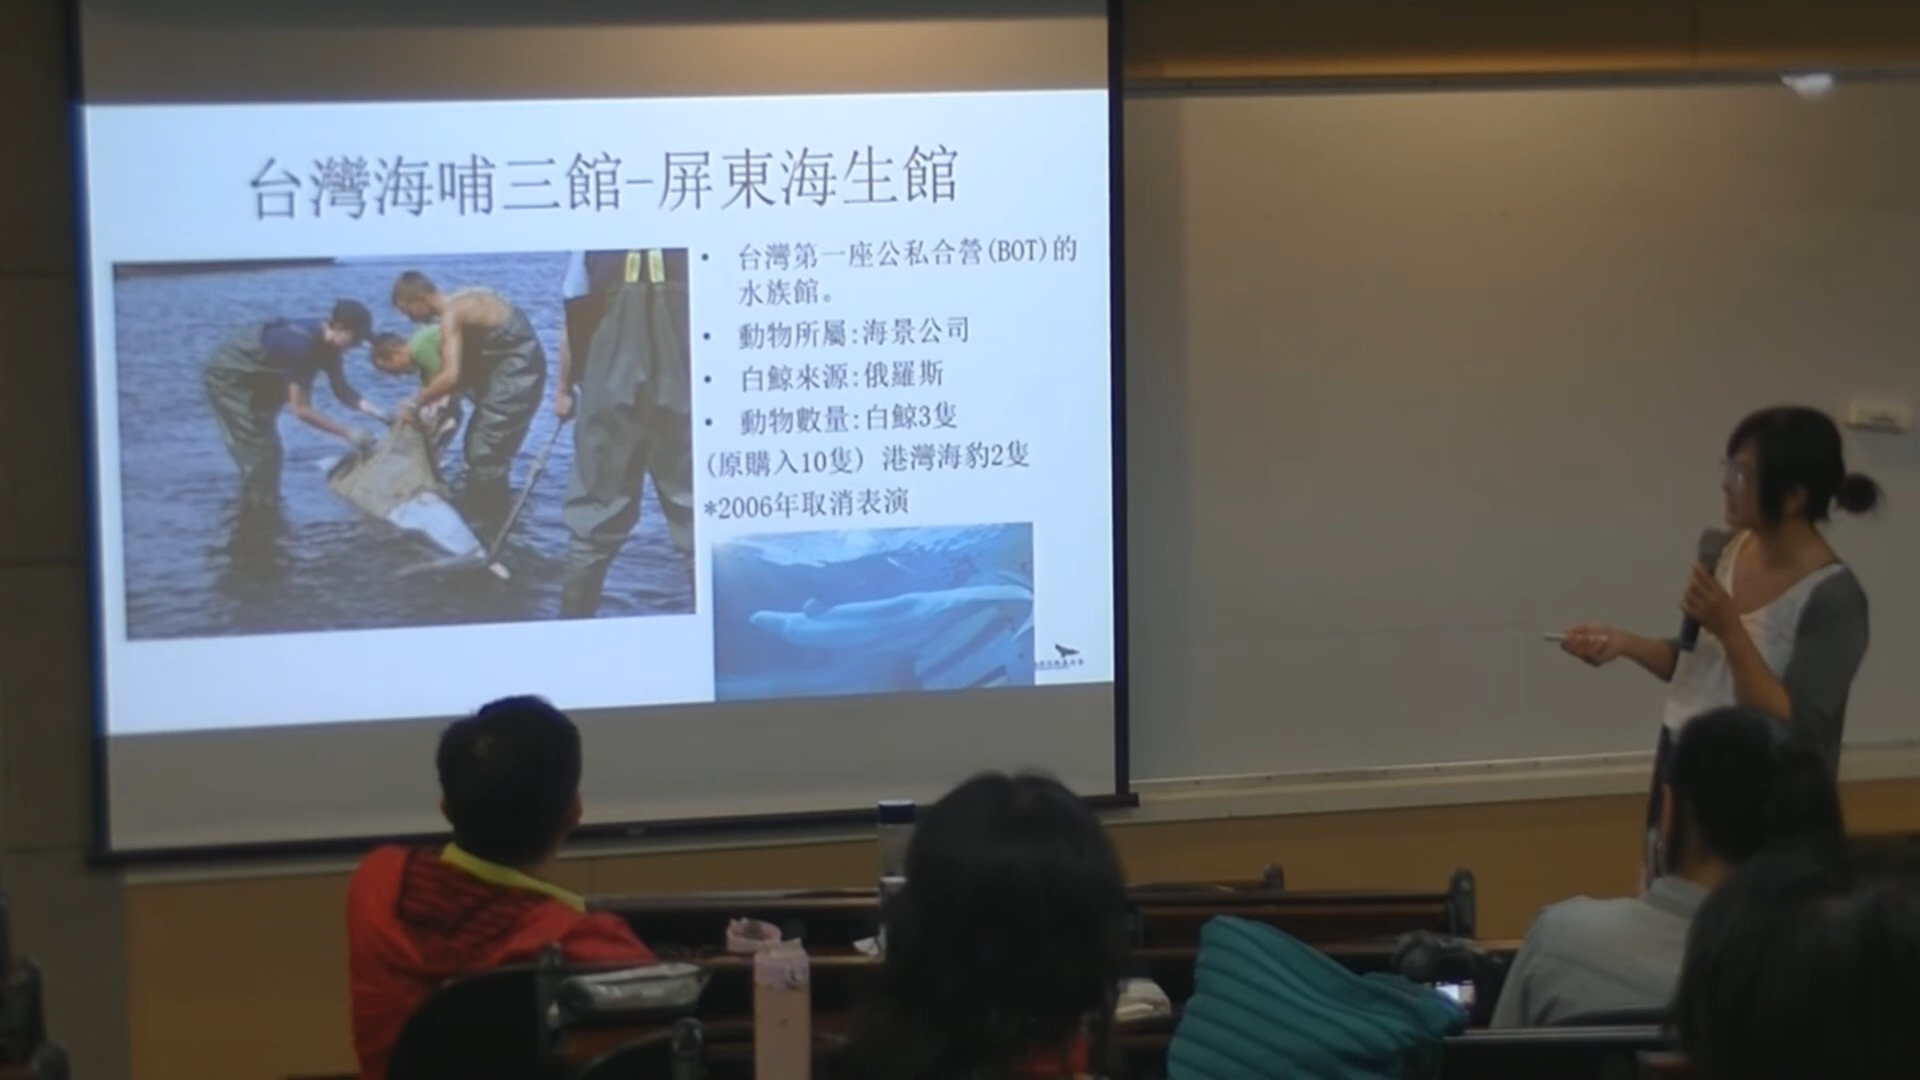 台灣海哺三館-屏東海生館
• 台灣第一座公私合營(BOT)的
水族館。
• 動物所屬:海景公司
• 白鯨來源:俄羅斯
• 動物數量:白鯨3隻
(原購入10隻) 港灣海豹2隻
*2006年取消表演